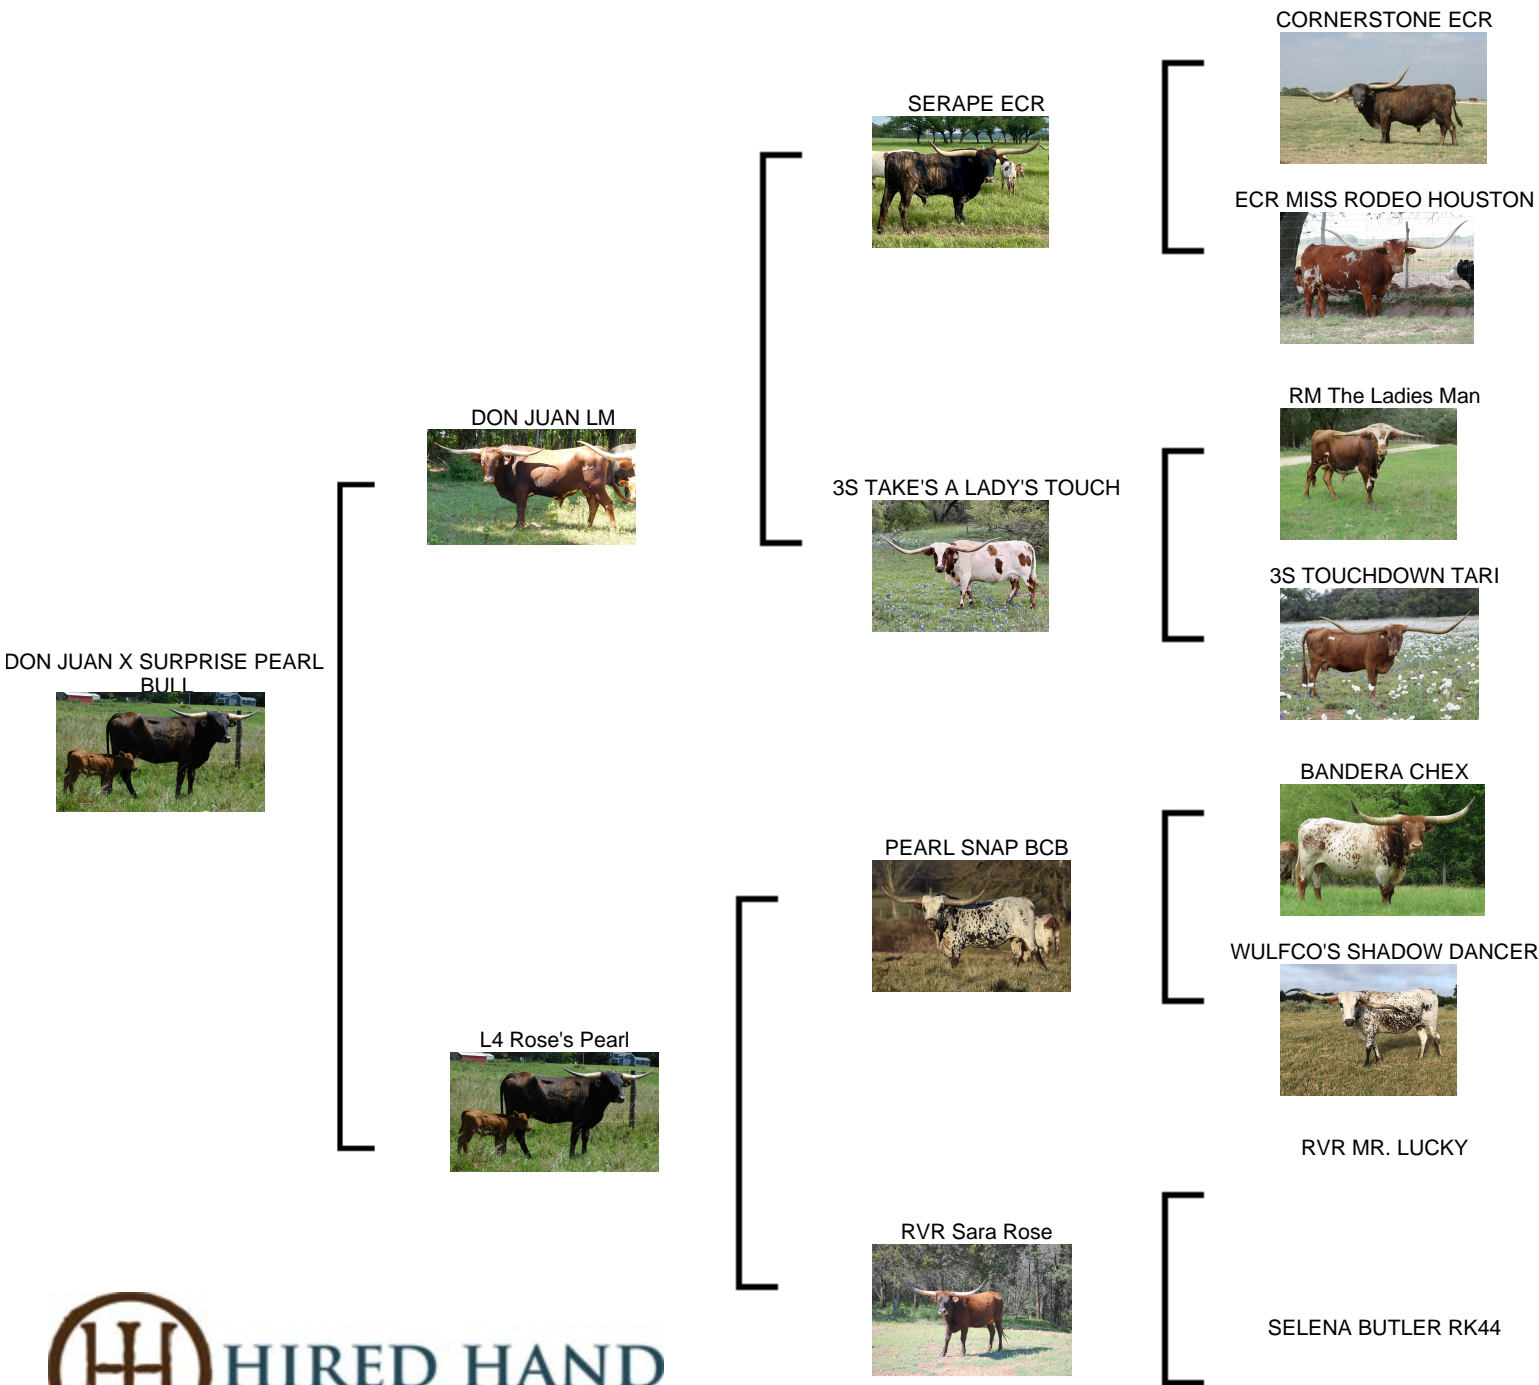 CORNERSTONE ECR
SERAPE ECR
ECR MISS RODEO HOUSTON
DON JUAN LM
RM The Ladies Man
3S TAKE'S A LADY'S TOUCH
3S TOUCHDOWN TARI
DON JUAN X SURPRISE PEARL
BULL
BANDERA CHEX
PEARL SNAP BCB
WULFCO'S SHADOW DANCER
L4 Rose's Pearl
RVR MR. LUCKY
RVR Sara Rose
SELENA BUTLER RK44
HIRED HAND